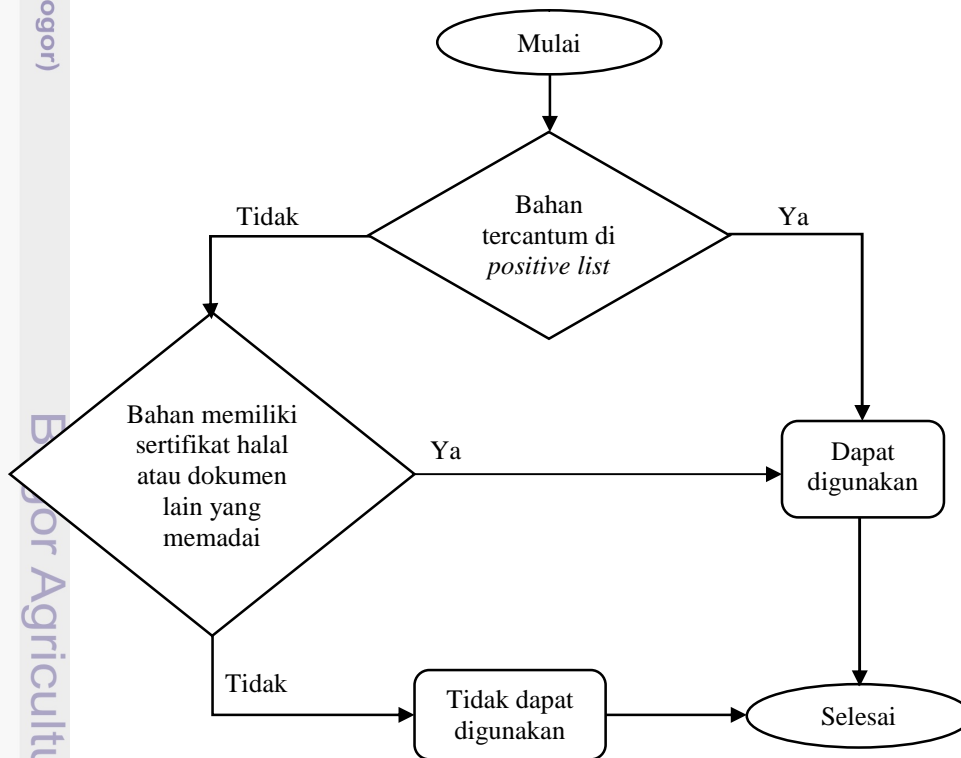 ogor)
Bogor Agricultu
Mulai
Bahan
tercantum di
positive list
Tidak
Ya
Bahan memiliki
sertifikat halal
atau dokumen
lain yang
memadai
Ya
Dapat
digunakan
Tidak
Tidak dapat
digunakan
Selesai